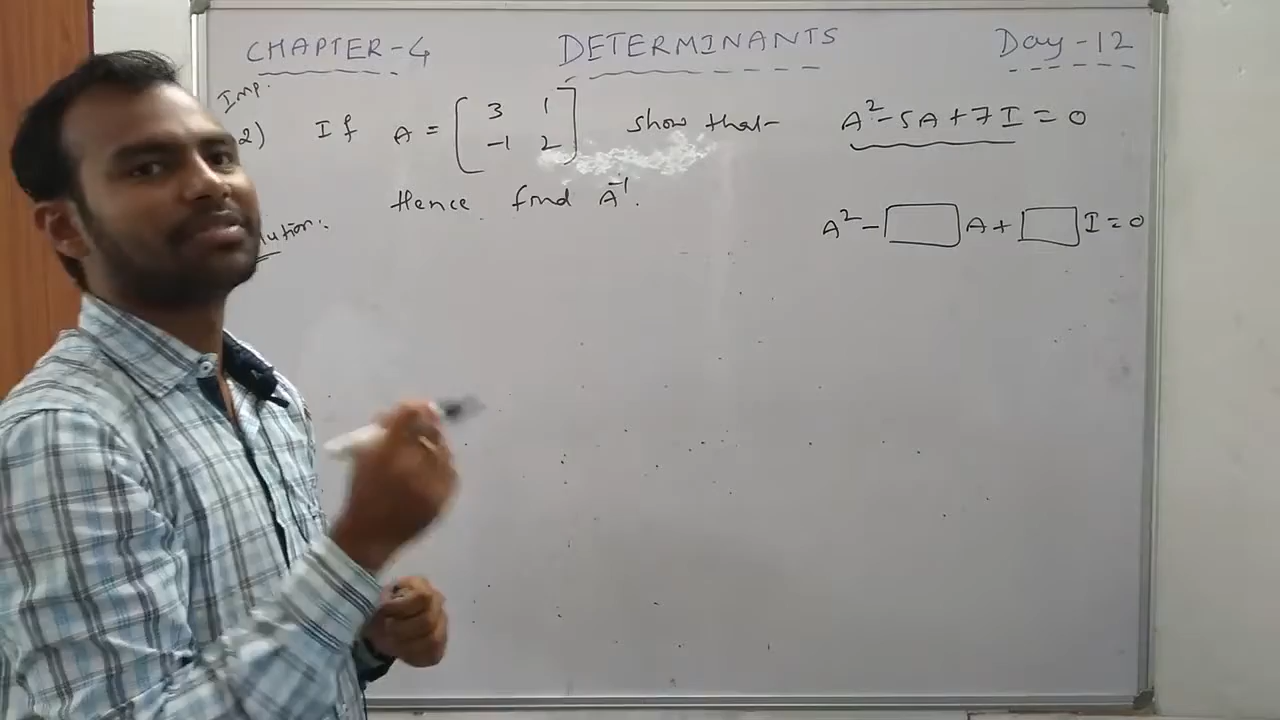 CHAPTER-4 DETERMINANTS Day-12
Imp.
2) If A = [3 1 -1 2] show that- A²-5A+7I=0
Hence find A⁻¹.
A²-□A+□I=0